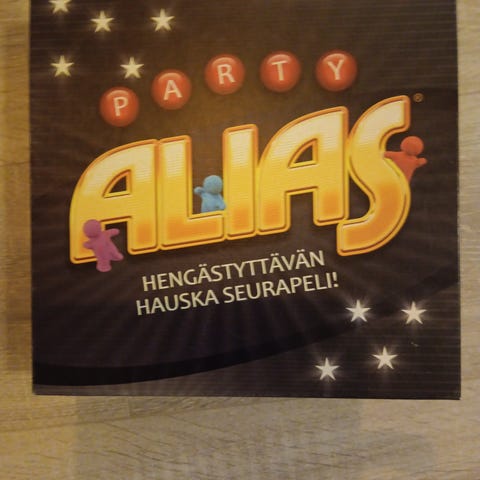 PARTY
ALIAS®
HENGÄSTYTTÄVÄN
HAUSKA SEURAPELI!